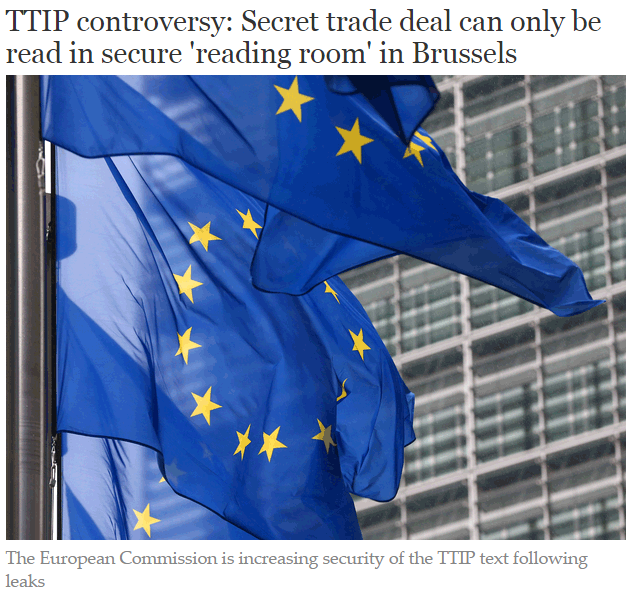 TTIP controversy: Secret trade deal can only be
read in secure 'reading room' in Brussels
The European Commission is increasing security of the TTIP text following
leaks